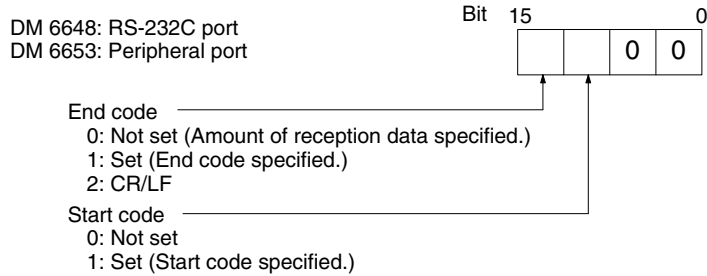 DM 6648: RS-232C port
DM 6653: Peripheral port
Bit 15 0
0 0
End code
0: Not set (Amount of reception data specified.)
1: Set (End code specified.)
2: CR/LF
Start code
0: Not set
1: Set (Start code specified.)